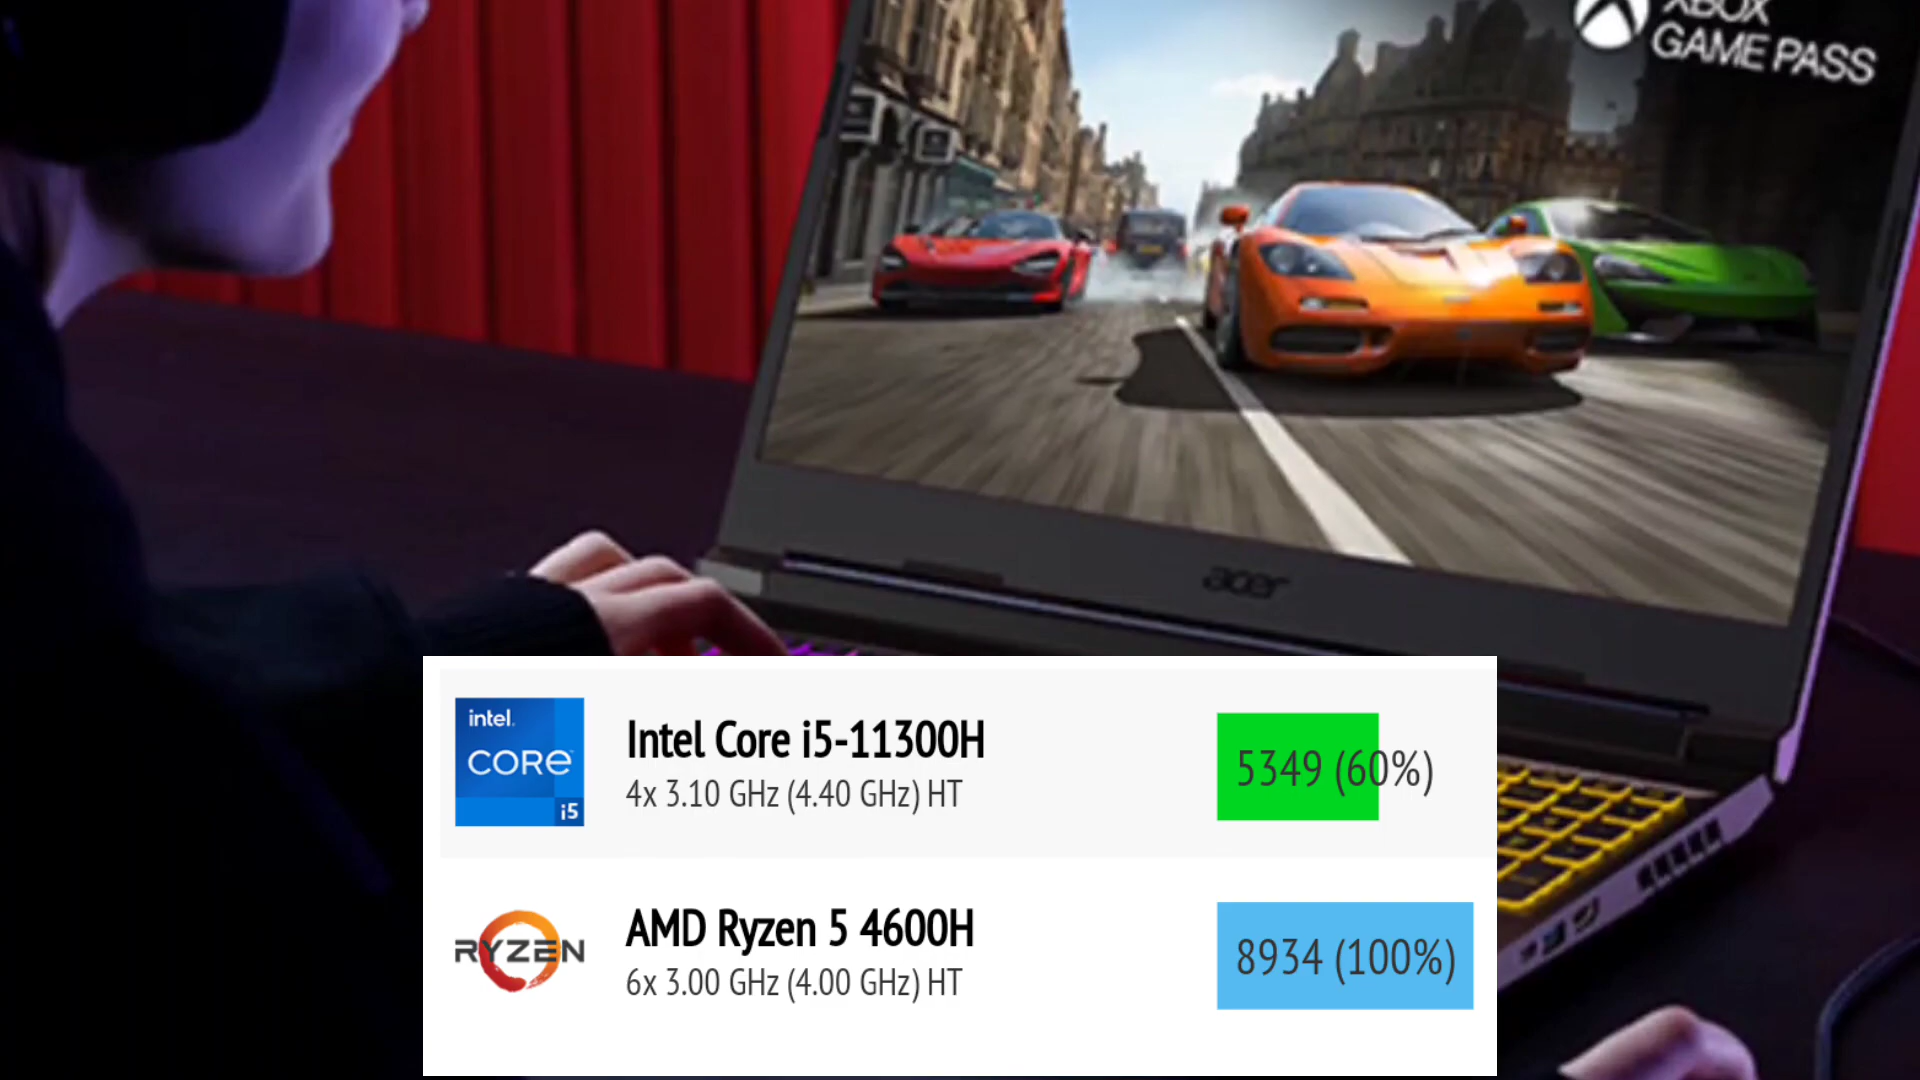 XBOX
GAME PASS
acer
intel.
CORE
i5
Intel Core i5-11300H
4x 3.10 GHz (4.40 GHz) HT
5349 (60%)
RYZEN
AMD Ryzen 5 4600H
6x 3.00 GHz (4.00 GHz) HT
8934 (100%)